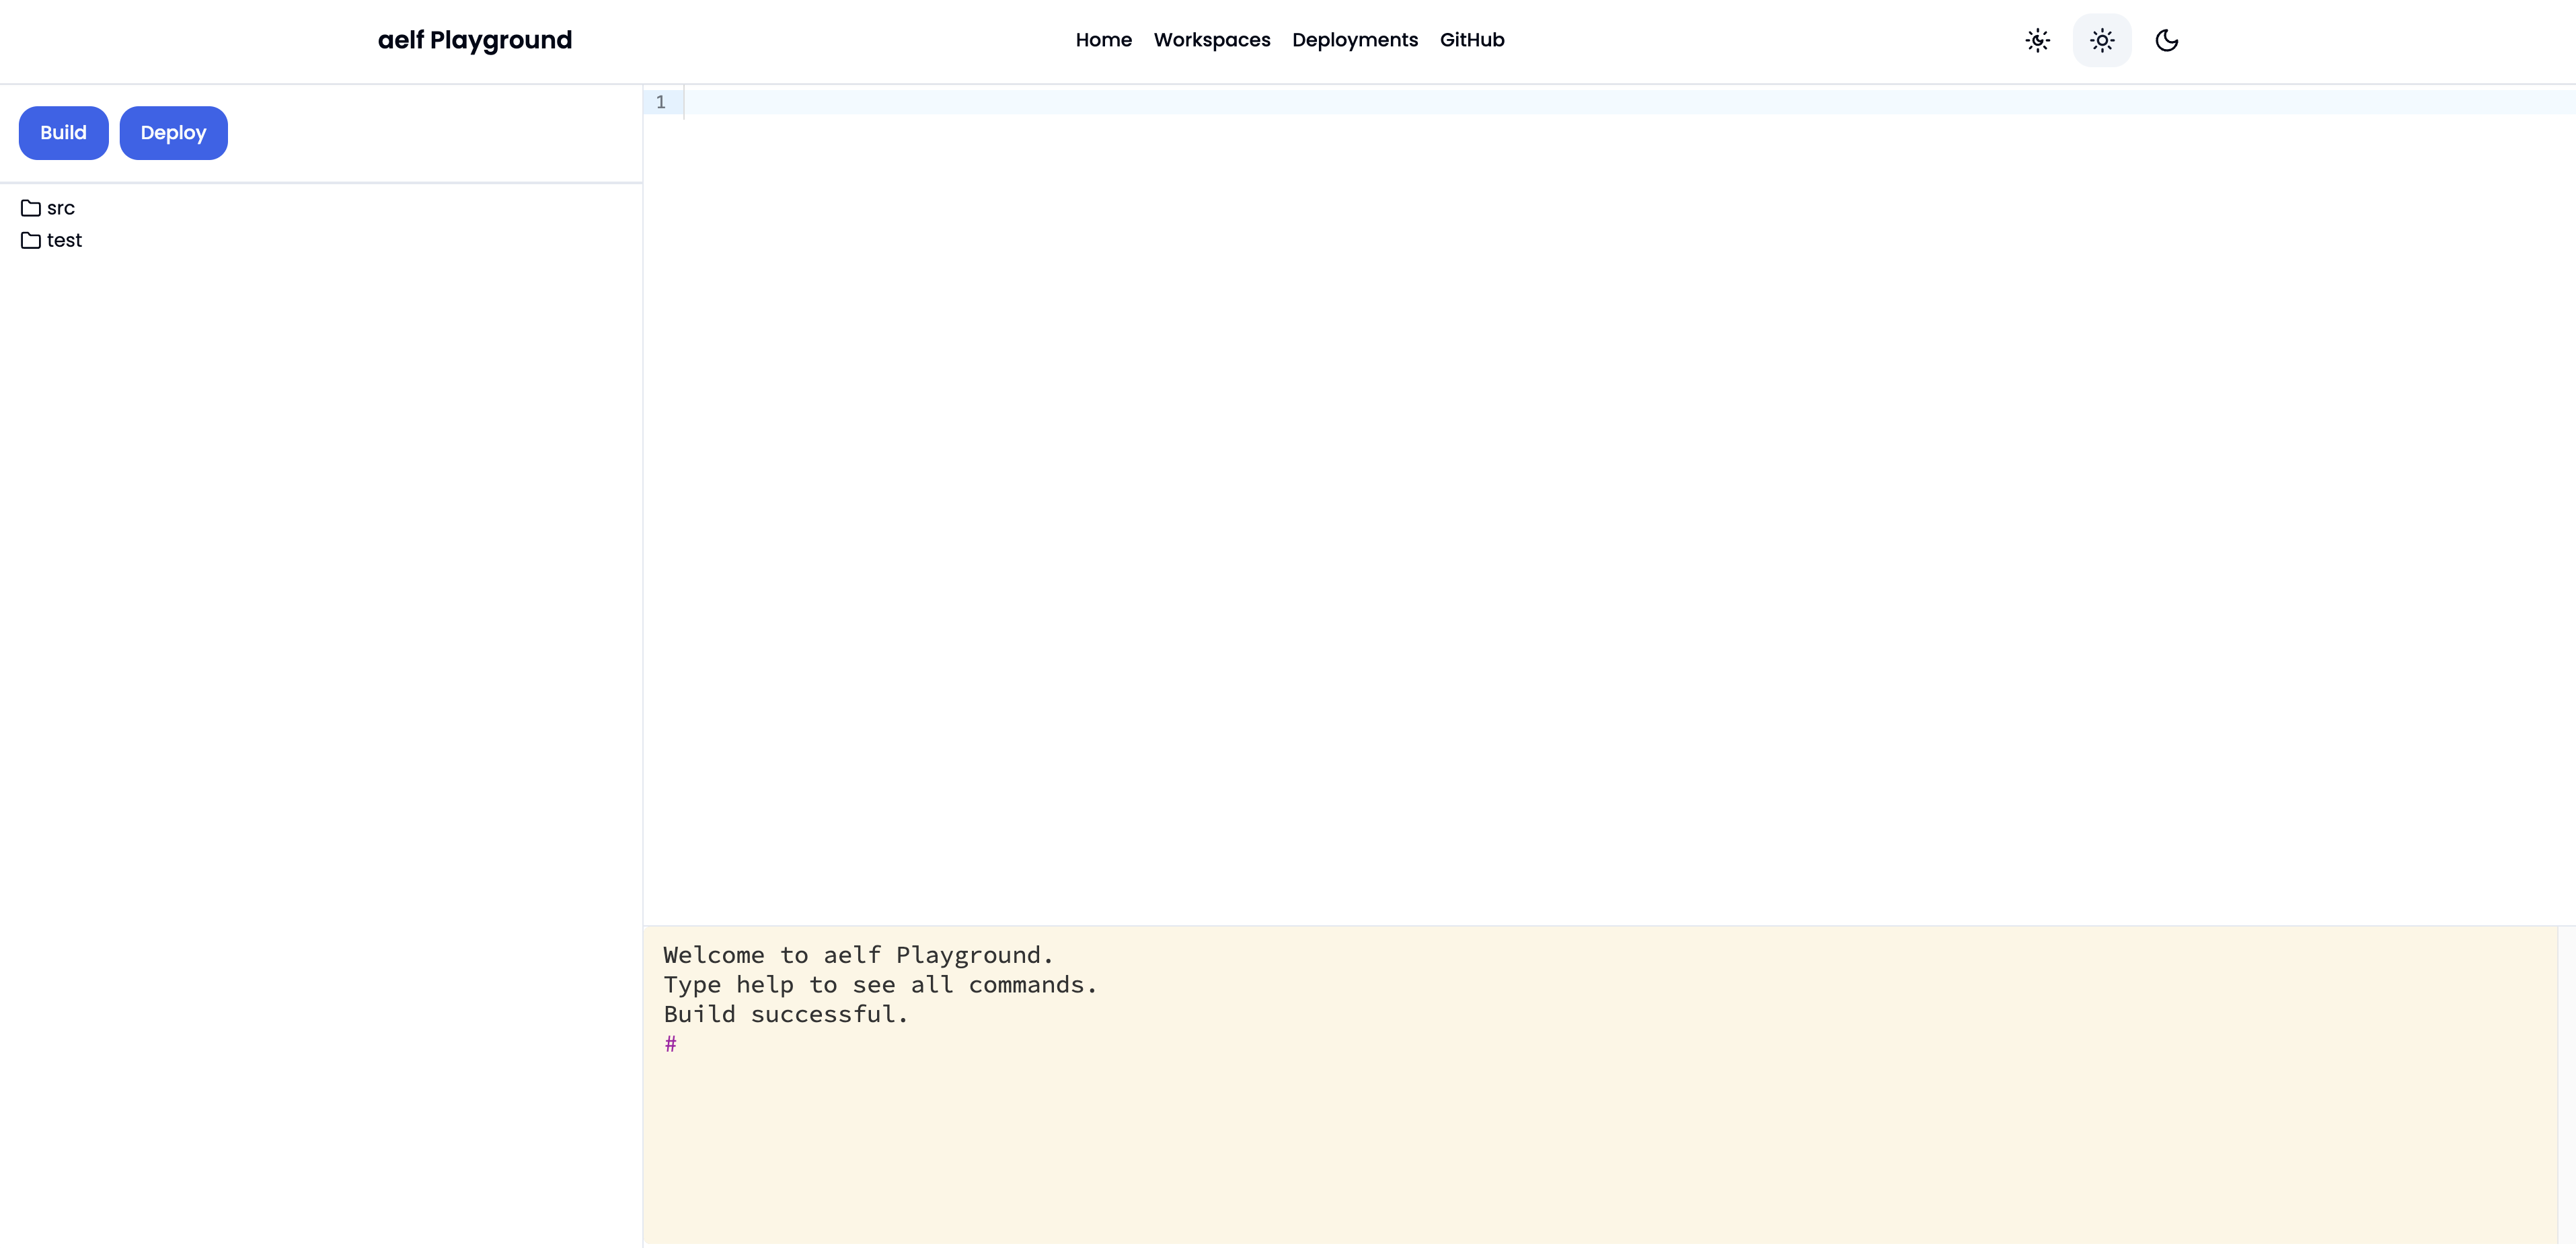 aelf Playground
Home Workspaces Deployments GitHub
Build Deploy
src
test
1
Welcome to aelf Playground.
Type help to see all commands.
Build successful.
#